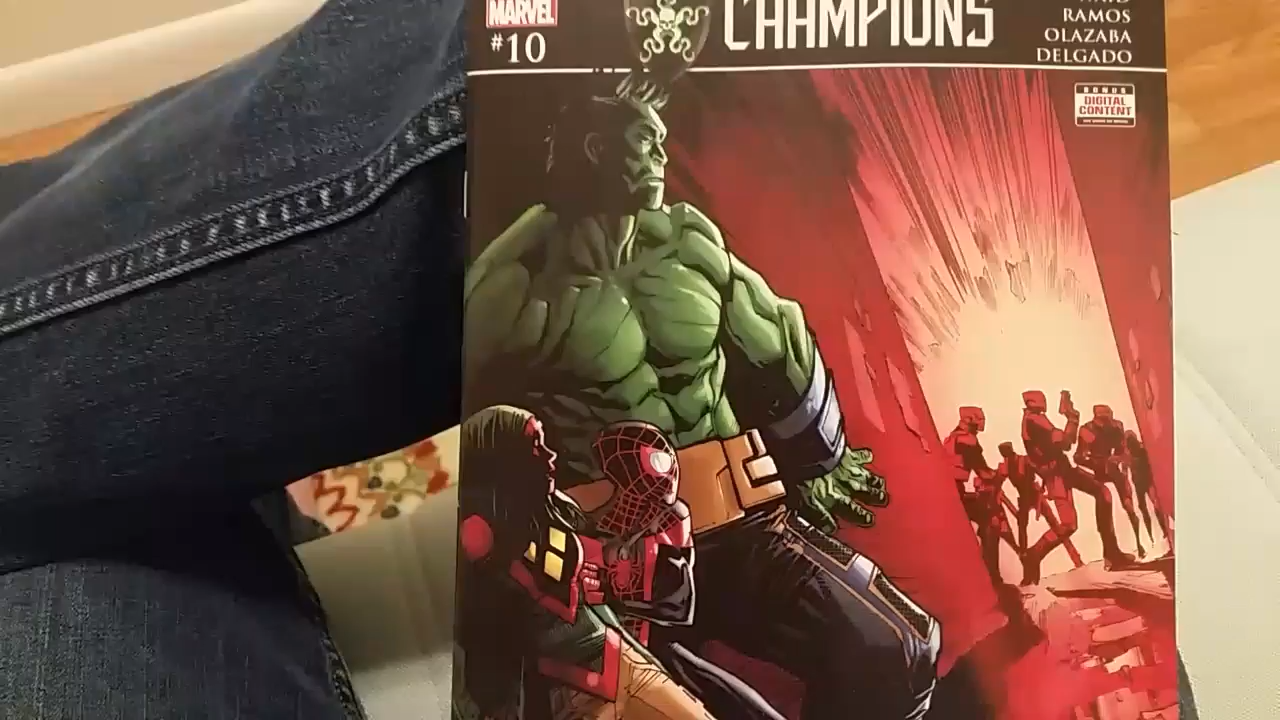 MARVEL
#10
CHAMPIONS
RAMOS
OLAZABA
DELGADO
BONUS
DIGITAL
CONTENT